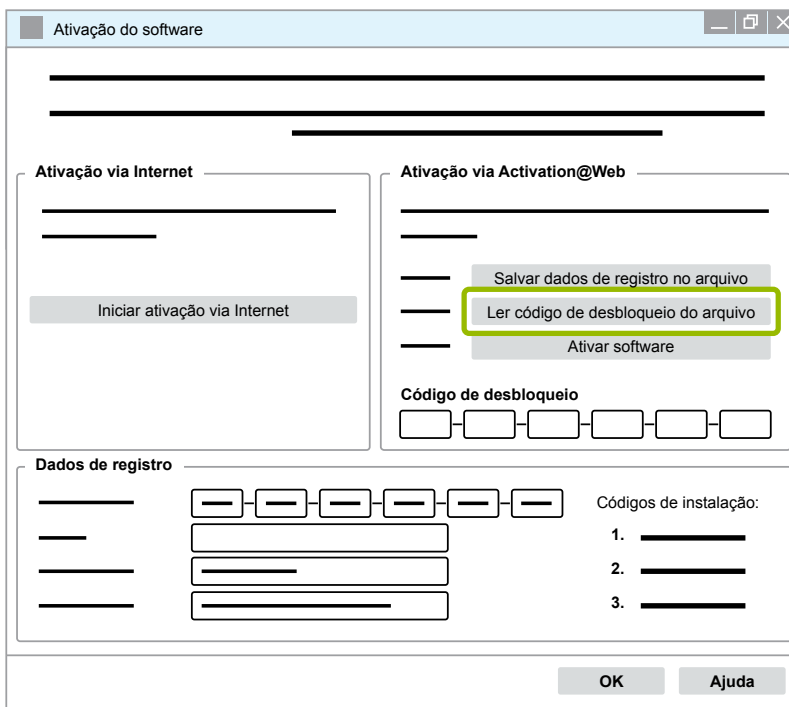 Ativação do software
Ativação via Internet
Iniciar ativação via Internet
Ativação via Activation@Web
Salvar dados de registro no arquivo
Ler código de desbloqueio do arquivo
Ativar software
Código de desbloqueio
Dados de registro
Códigos de instalação:
1.
2.
3.
OK
Ajuda